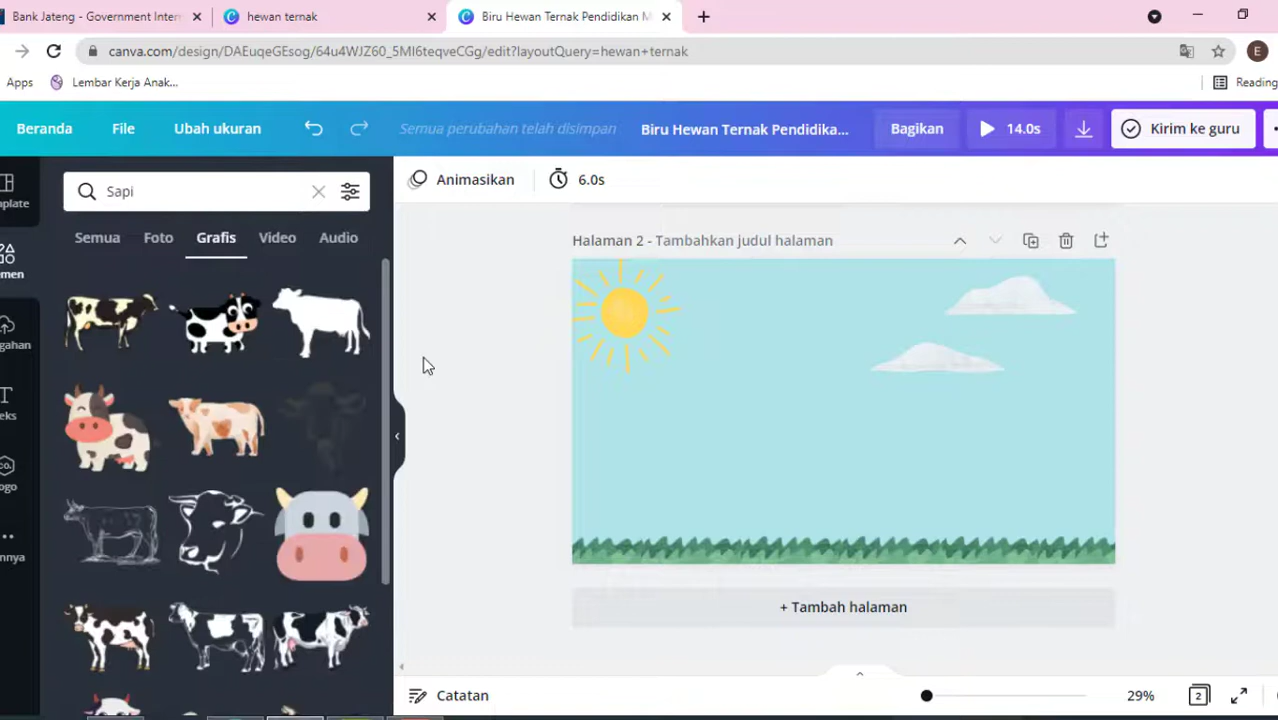 Bank Jateng - Government Intern
hewan ternak
Biru Hewan Ternak Pendidikan M
canva.com/design/DAEuqeGEsog/64u4WJZ60_5MI6teqveCGg/edit?layoutQuery=hewan+ternak
E
Apps
Lembar Kerja Anak...
Reading
Beranda
File
Ubah ukuran
Semua perubahan telah disimpan
Biru Hewan Ternak Pendidika...
Bagikan
14.0s
Kirim ke guru
plate
Sapi
Animasikan
6.0s
Semua
Foto
Grafis
Video
Audio
Halaman 2 - Tambahkan judul halaman
men
gahan
eks
co.
ogo
nnya
+ Tambah halaman
Catatan
29%
2